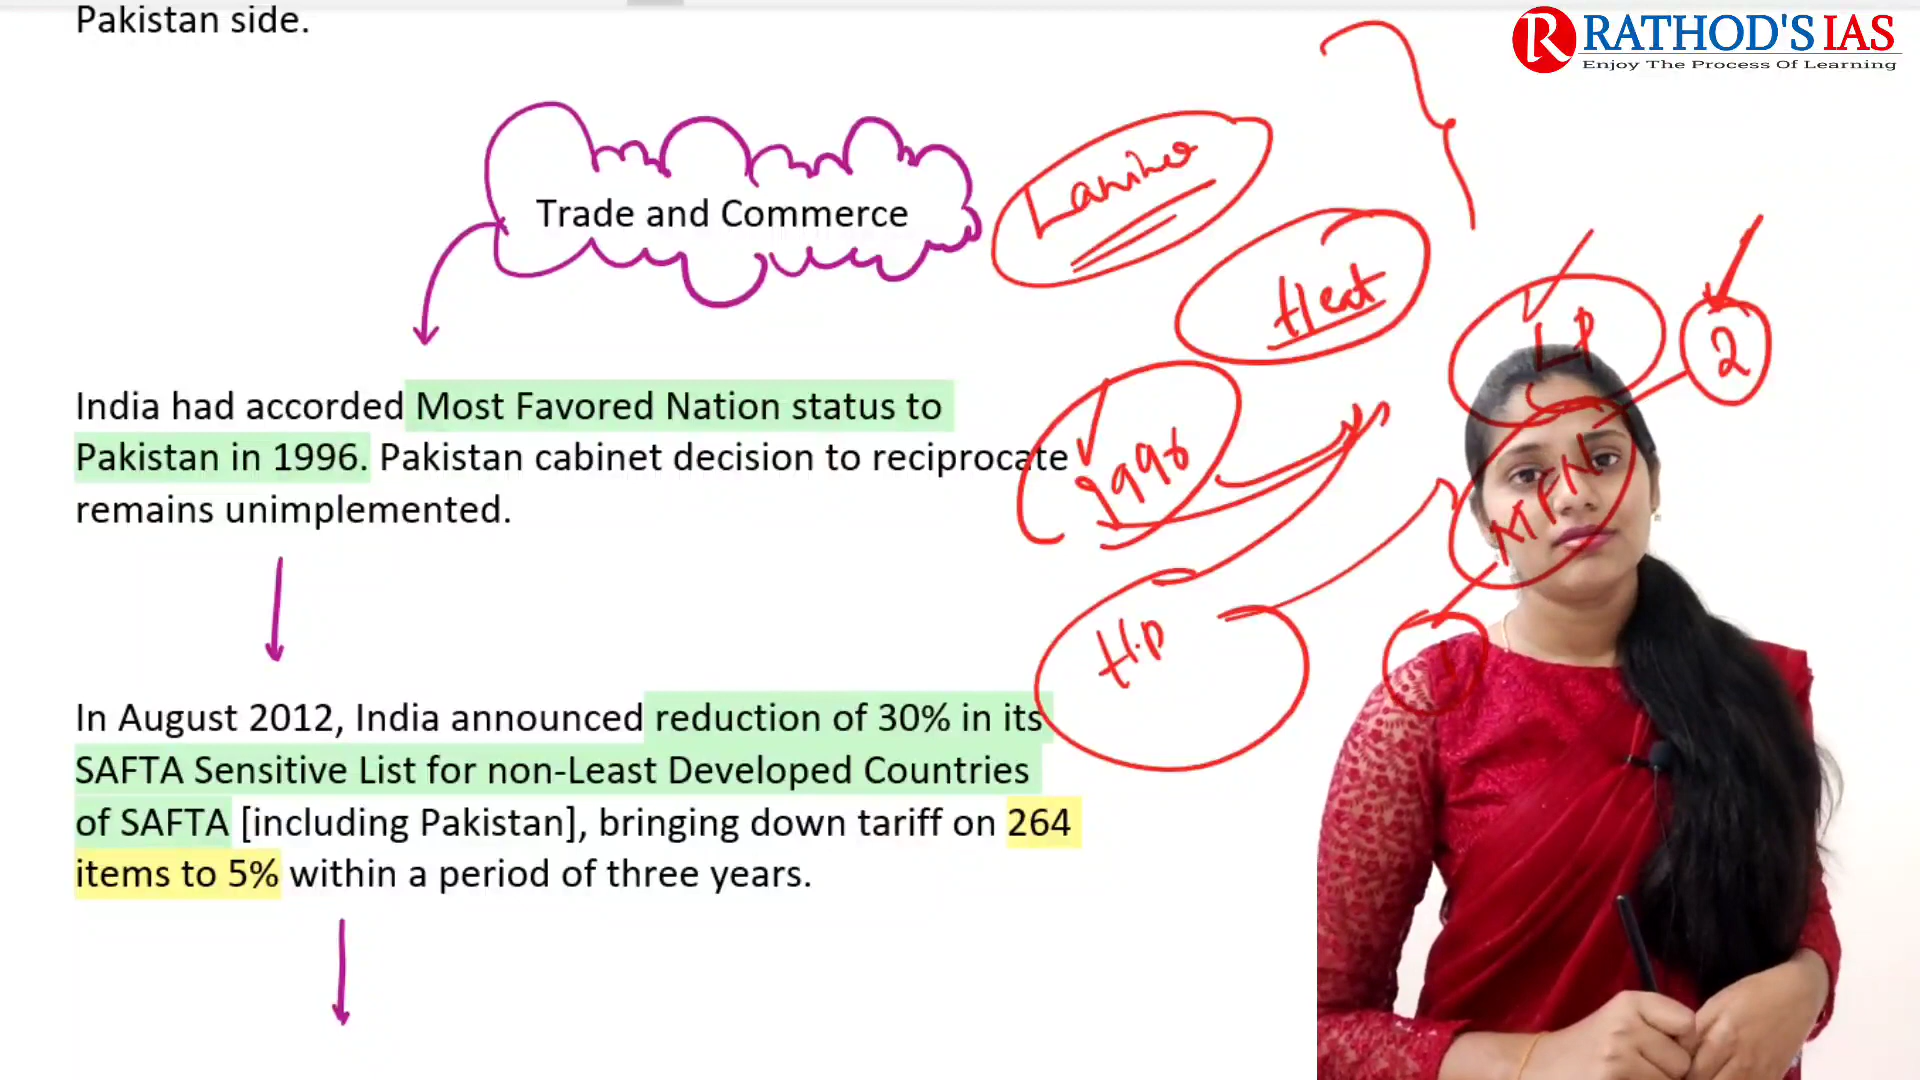 Pakistan side.
RATHOD'S IAS
Enjoy The Process Of Learning
Trade and Commerce
Heat
LP
2
India had accorded Most Favored Nation status to
Pakistan in 1996. Pakistan cabinet decision to reciprocate
remains unimplemented.
1996
MFN
H.P
1
In August 2012, India announced reduction of 30% in its
SAFTA Sensitive List for non-Least Developed Countries
of SAFTA [including Pakistan], bringing down tariff on 264
items to 5% within a period of three years.